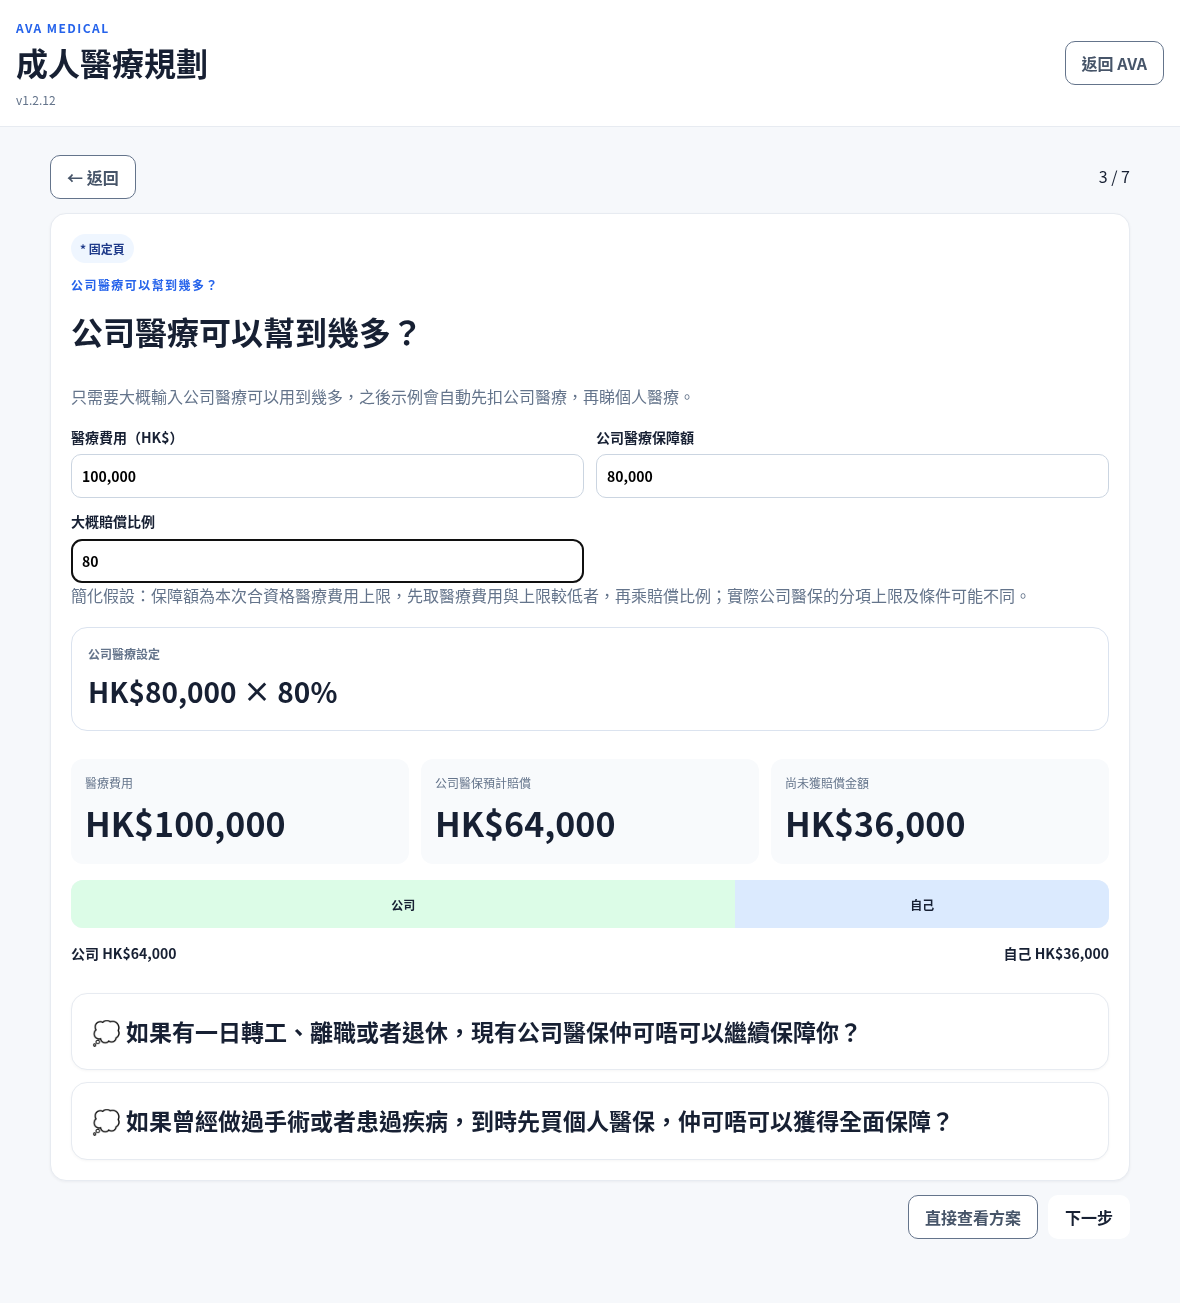 AVA MEDICAL
成人醫療規劃
v1.2.12
返回 AVA
← 返回
3 / 7
* 固定頁
公司醫療可以幫到幾多？
公司醫療可以幫到幾多？
只需要大概輸入公司醫療可以用到幾多，之後示例會自動先扣公司醫療，再睇個人醫療。
醫療費用（HK$）
公司醫療保障額
100,000
80,000
大概賠償比例
80
簡化假設：保障額為本次合資格醫療費用上限，先取醫療費用與上限較低者，再乘賠償比例；實際公司醫保的分項上限及條件可能不同。
公司醫療設定
HK$80,000 × 80%
醫療費用
HK$100,000
公司醫保預計賠償
HK$64,000
尚未獲賠償金額
HK$36,000
公司
自己
公司 HK$64,000
自己 HK$36,000
💭 如果有一日轉工、離職或者退休，現有公司醫保仲可唔可以繼續保障你？
💭 如果曾經做過手術或者患過疾病，到時先買個人醫保，仲可唔可以獲得全面保障？
直接查看方案
下一步